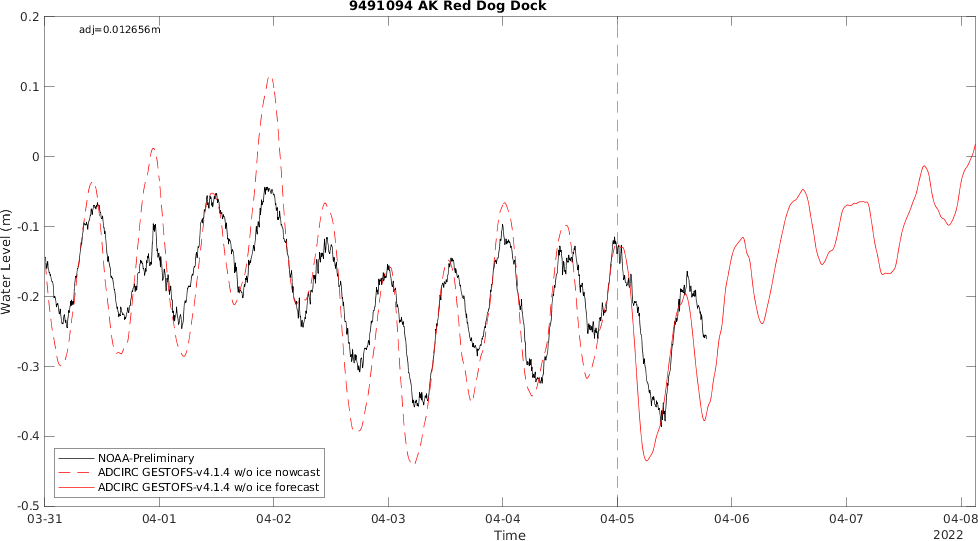 9491094 AK Red Dog Dock
adj=0.012656m
0.2
0.1
0
-0.1
-0.2
-0.3
-0.4
-0.5
Water Level (m)
NOAA-Preliminary
ADCIRC GESTOFS-v4.1.4 w/o ice nowcast
ADCIRC GESTOFS-v4.1.4 w/o ice forecast
03-31 04-01 04-02 04-03 04-04 04-05 04-06 04-07 04-08
Time
2022